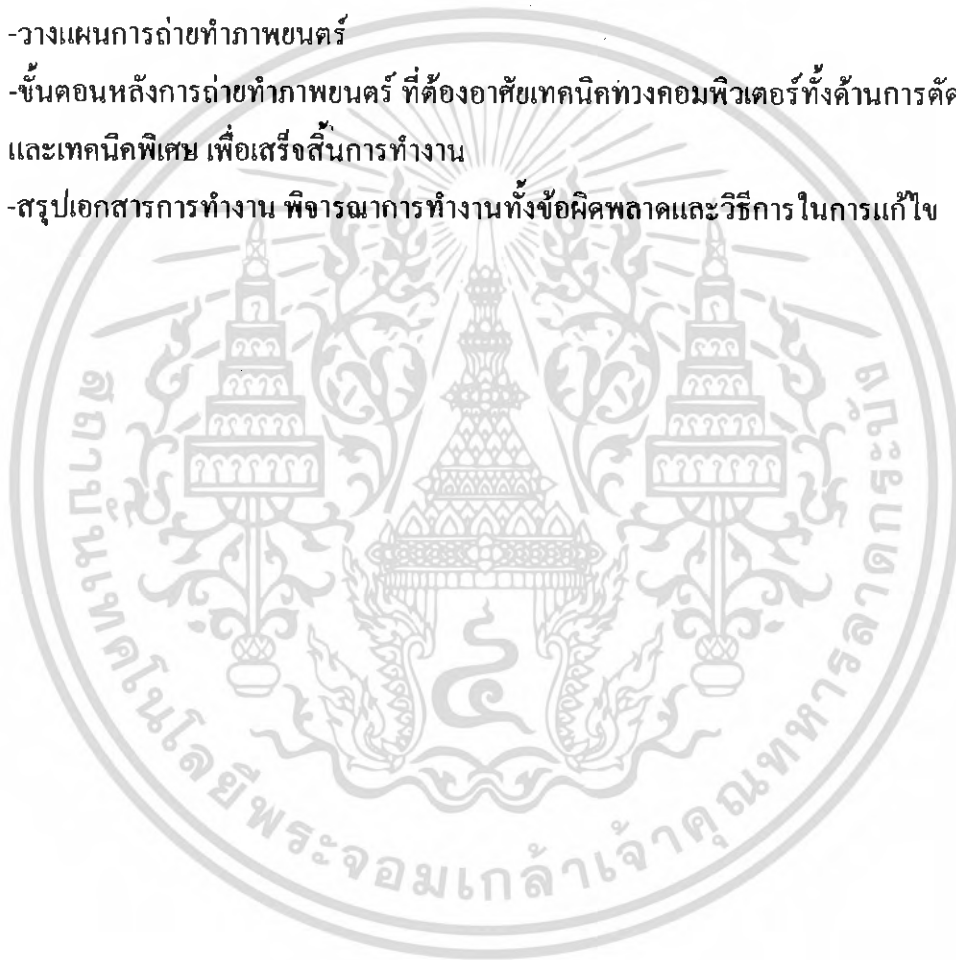 -วางแผนการถ่ายทำภาพยนตร์
-ขั้นตอนหลังการถ่ายทำภาพยนตร์ ที่ต้องอาศัยเทคนิคทางคอมพิวเตอร์ทั้งด้านการตัด
และเทคนิคพิเศษ เพื่อเสร็จสิ้นการทำงาน
-สรุปเอกสารการทำงาน พิจารณาการทำงานทั้งข้อผิดพลาดและวิธีการในการแก้ไข
สถาบันเทคโนโลยีพระจอมเกล้าเจ้าคุณทหารลาดกระบัง
๔